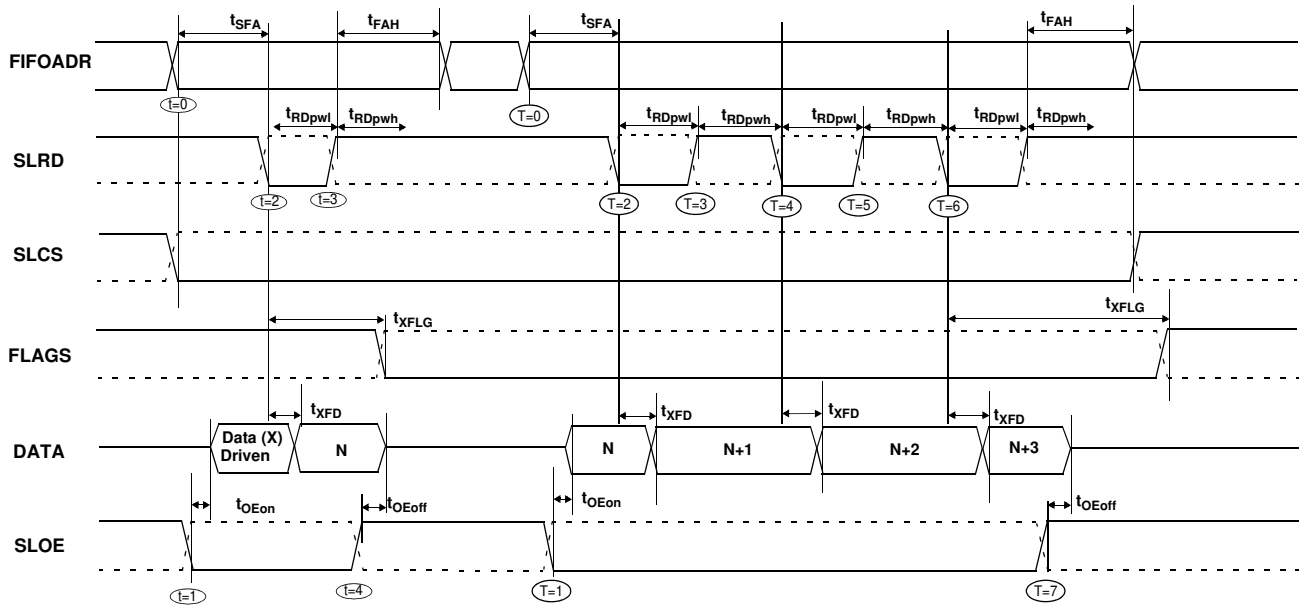 tSFA tFAH tSFA tFAH
FIFOADR
t=0 T=0
tRDpwl tRDpwh tRDpwl tRDpwh tRDpwl tRDpwh tRDpwl tRDpwh
SLRD
t=2 t=3 T=2 T=3 T=4 T=5 T=6
SLCS
tXFLG tXFLG
FLAGS
tXFD tXFD tXFD tXFD
DATA
Data (X)
Driven
N N N+1 N+2 N+3
tOEon tOEoff tOEon tOEoff
SLOE
t=1 t=4 T=1 T=7